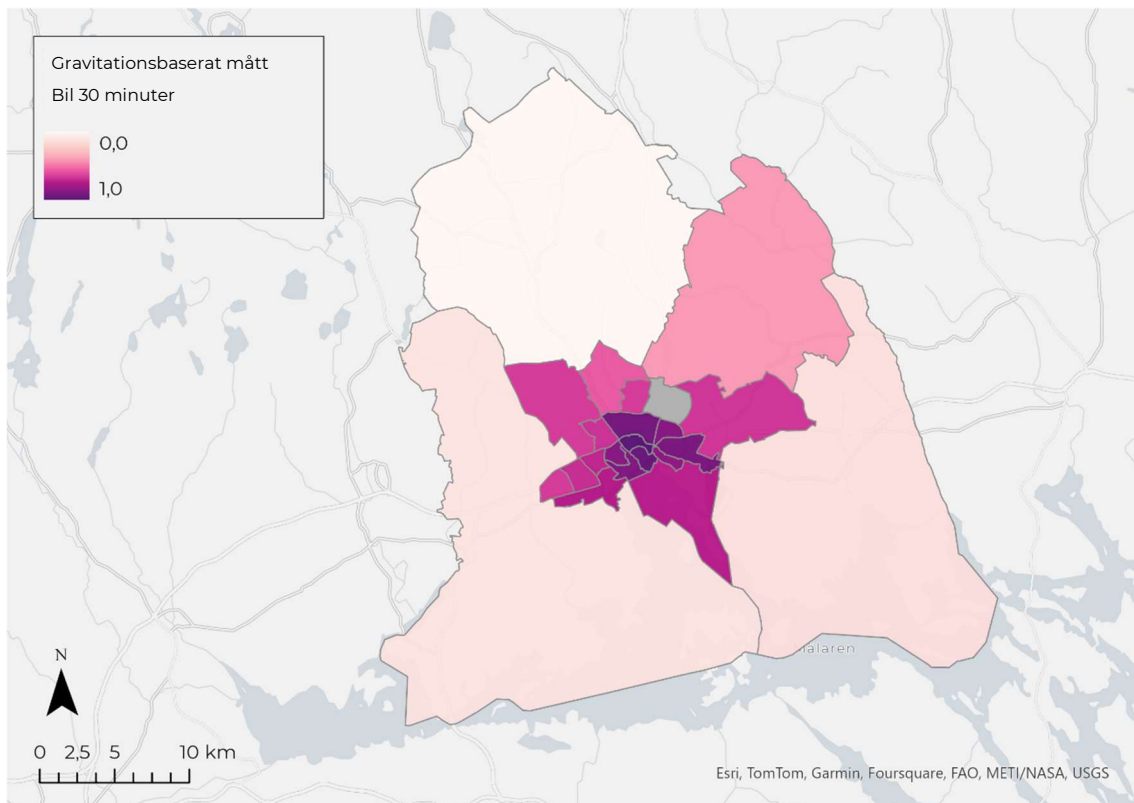 Gravitationsbaserat mått
Bil 30 minuter
0,0
1,0
älaren
N
0 2,5 5 10 km
Esri, TomTom, Garmin, Foursquare, FAO, METI/NASA, USGS